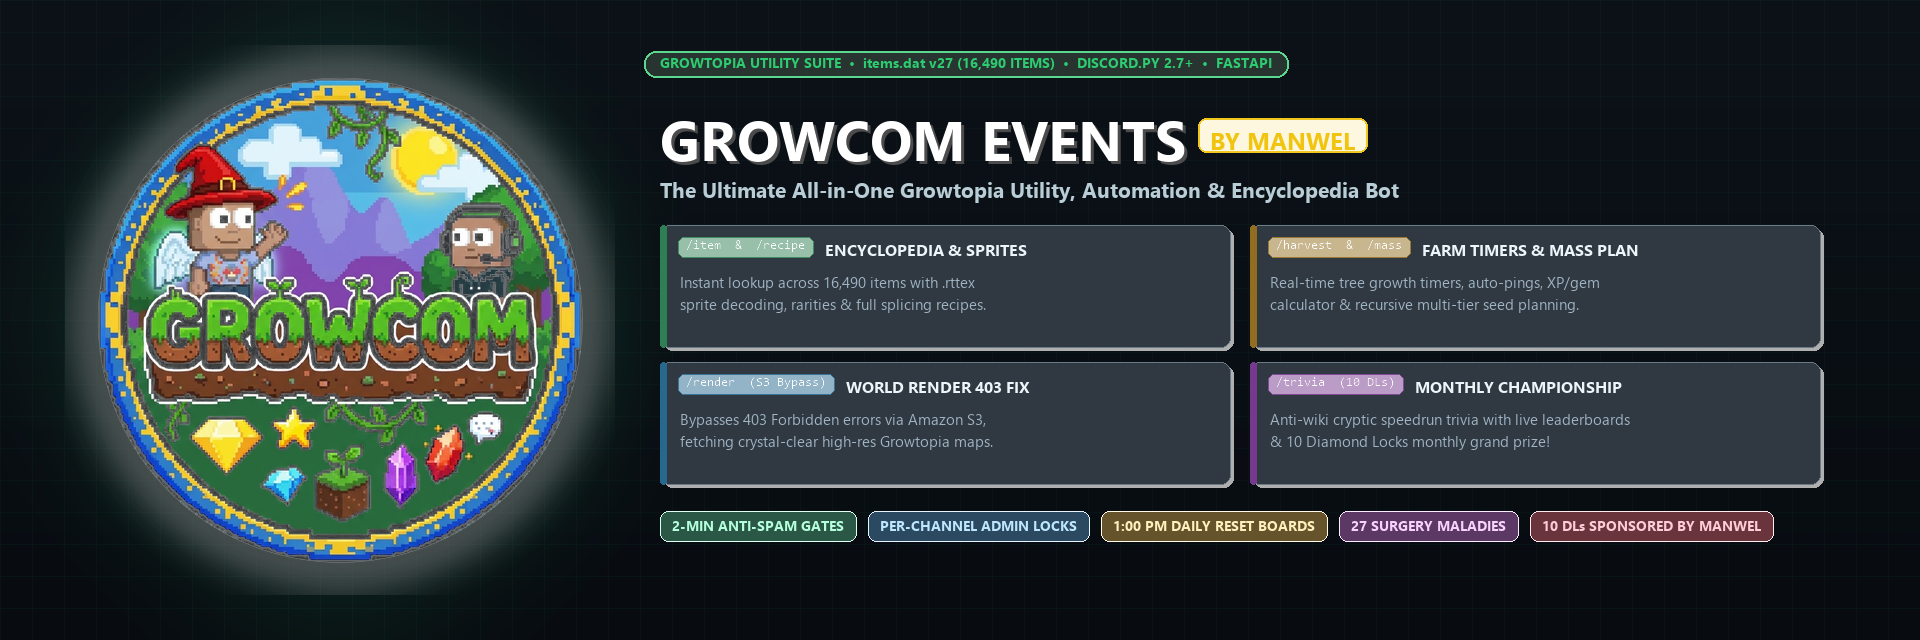 GROWTOPIA UTILITY SUITE • items.dat v27 (16,490 ITEMS) • DISCORD.PY 2.7+ • FASTAPI
GROWCOM EVENTS BY MANWEL
The Ultimate All-in-One Growtopia Utility, Automation & Encyclopedia Bot
GROWCOM
/item & /recipe ENCYCLOPEDIA & SPRITES
Instant lookup across 16,490 items with .rttex
sprite decoding, rarities & full splicing recipes.
/harvest & /mass FARM TIMERS & MASS PLAN
Real-time tree growth timers, auto-pings, XP/gem
calculator & recursive multi-tier seed planning.
/render (S3 Bypass) WORLD RENDER 403 FIX
Bypasses 403 Forbidden errors via Amazon S3,
fetching crystal-clear high-res Growtopia maps.
/trivia (10 DLs) MONTHLY CHAMPIONSHIP
Anti-wiki cryptic speedrun trivia with live leaderboards
& 10 Diamond Locks monthly grand prize!
2-MIN ANTI-SPAM GATES
PER-CHANNEL ADMIN LOCKS
1:00 PM DAILY RESET BOARDS
27 SURGERY MALADIES
10 DLs SPONSORED BY MANWEL